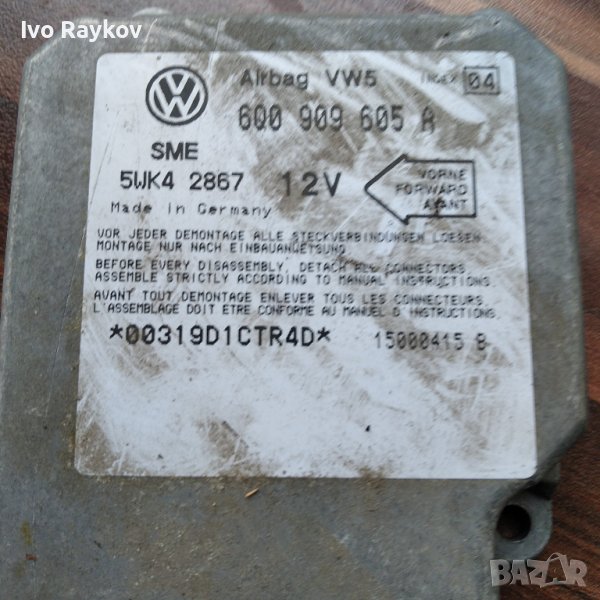 Ivo Raykov
Airbag VW5 INDEX 04
6Q0 909 605 A
SME
5WK4 2867 12V
VORNE
FORWARD
AVANT
Made in Germany
VOR JEDER DEMONTAGE ALLE STECKVERBINDUNGEN LOESEN
MONTAGE NUR NACH EINBAUANWEISUNG
BEFORE EVERY DISASSEMBLY, DETACH ALL CONNECTORS
ASSEMBLE STRICTLY ACCORDING TO MANUAL INSTRUCTIONS.
AVANT TOUT DEMONTAGE ENLEVER TOUS LES CONNECTEURS.
L'ASSEMBLAGE DOIT ETRE CONFORME AU MANUEL D'INSTRUCTIONS.
*00319D1CTR4D* 15000415 B
BAZAR